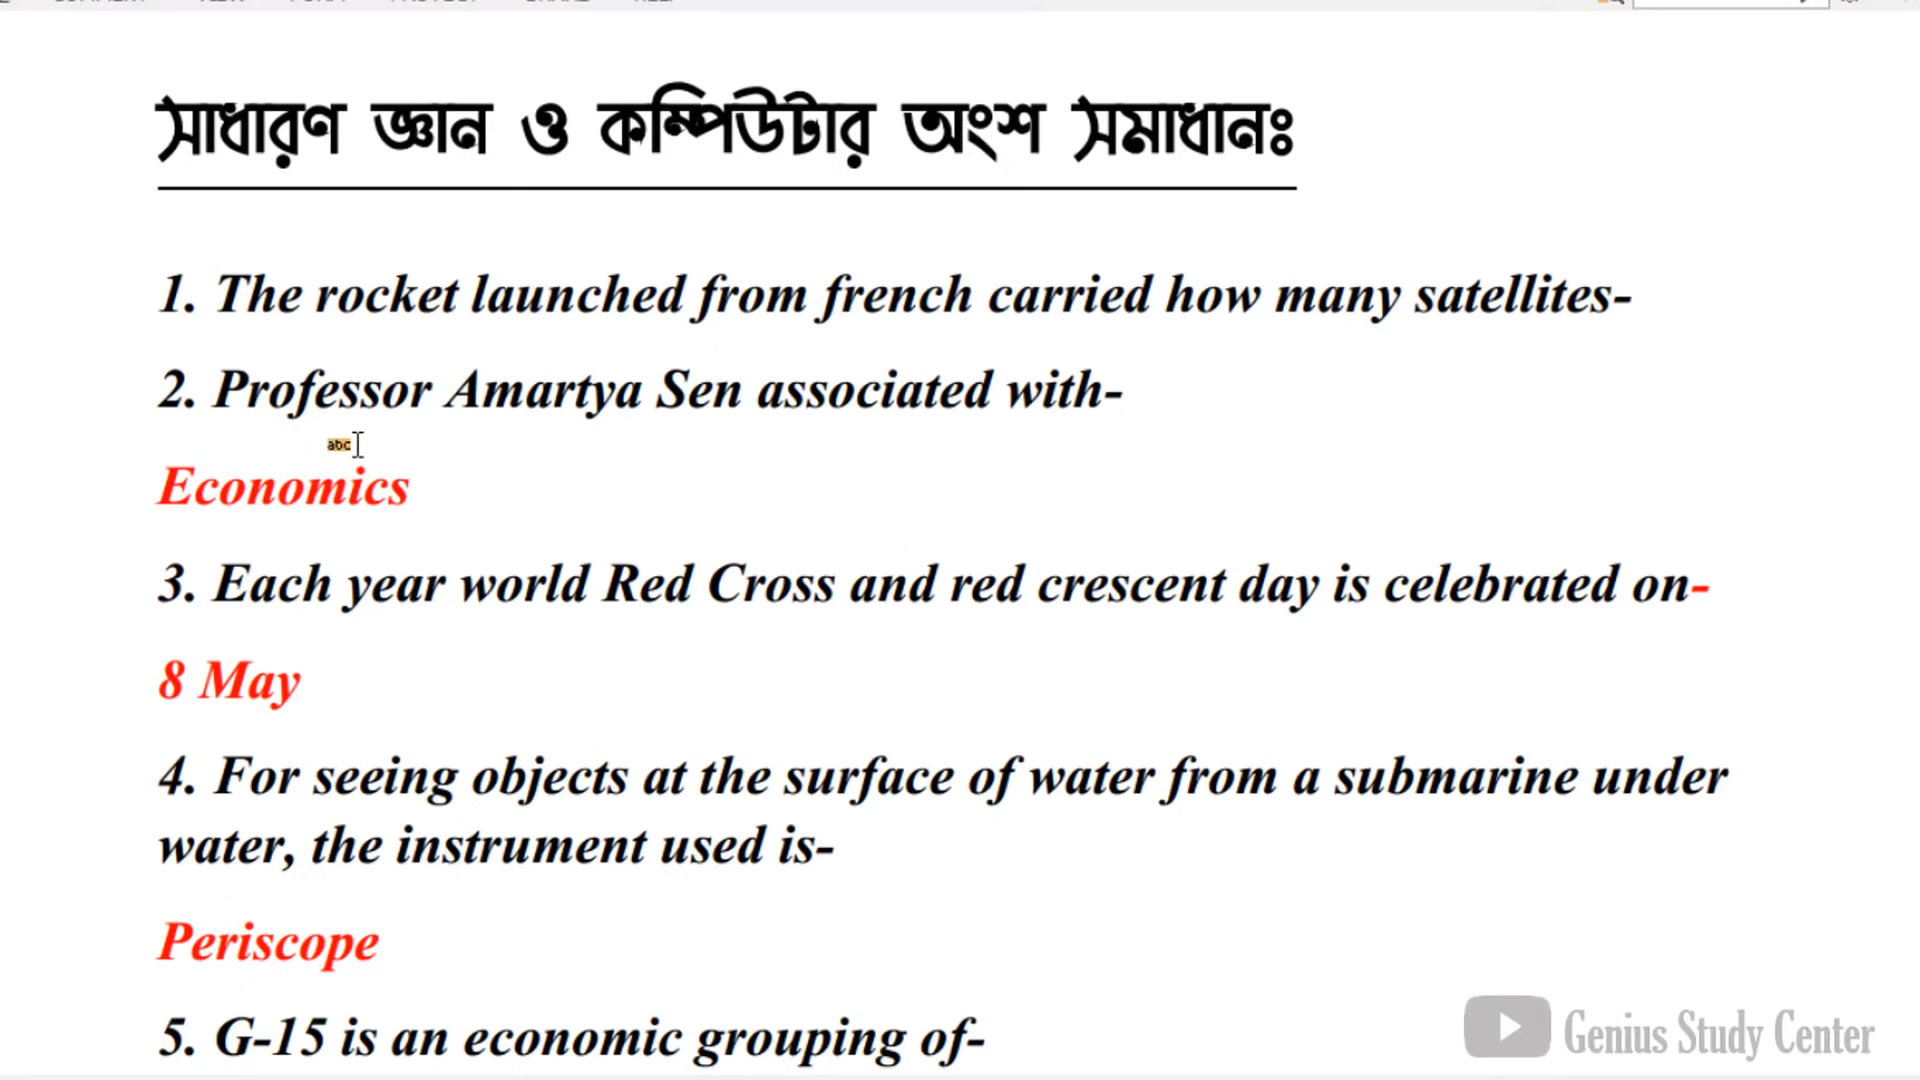 সাধারণ জ্ঞান ও কম্পিউটার অংশ সমাধানঃ
1. The rocket launched from french carried how many satellites-
2. Professor Amartya Sen associated with-
abc
Economics
3. Each year world Red Cross and red crescent day is celebrated on-
8 May
4. For seeing objects at the surface of water from a submarine under
water, the instrument used is-
Periscope
5. G-15 is an economic grouping of-
Genius Study Center